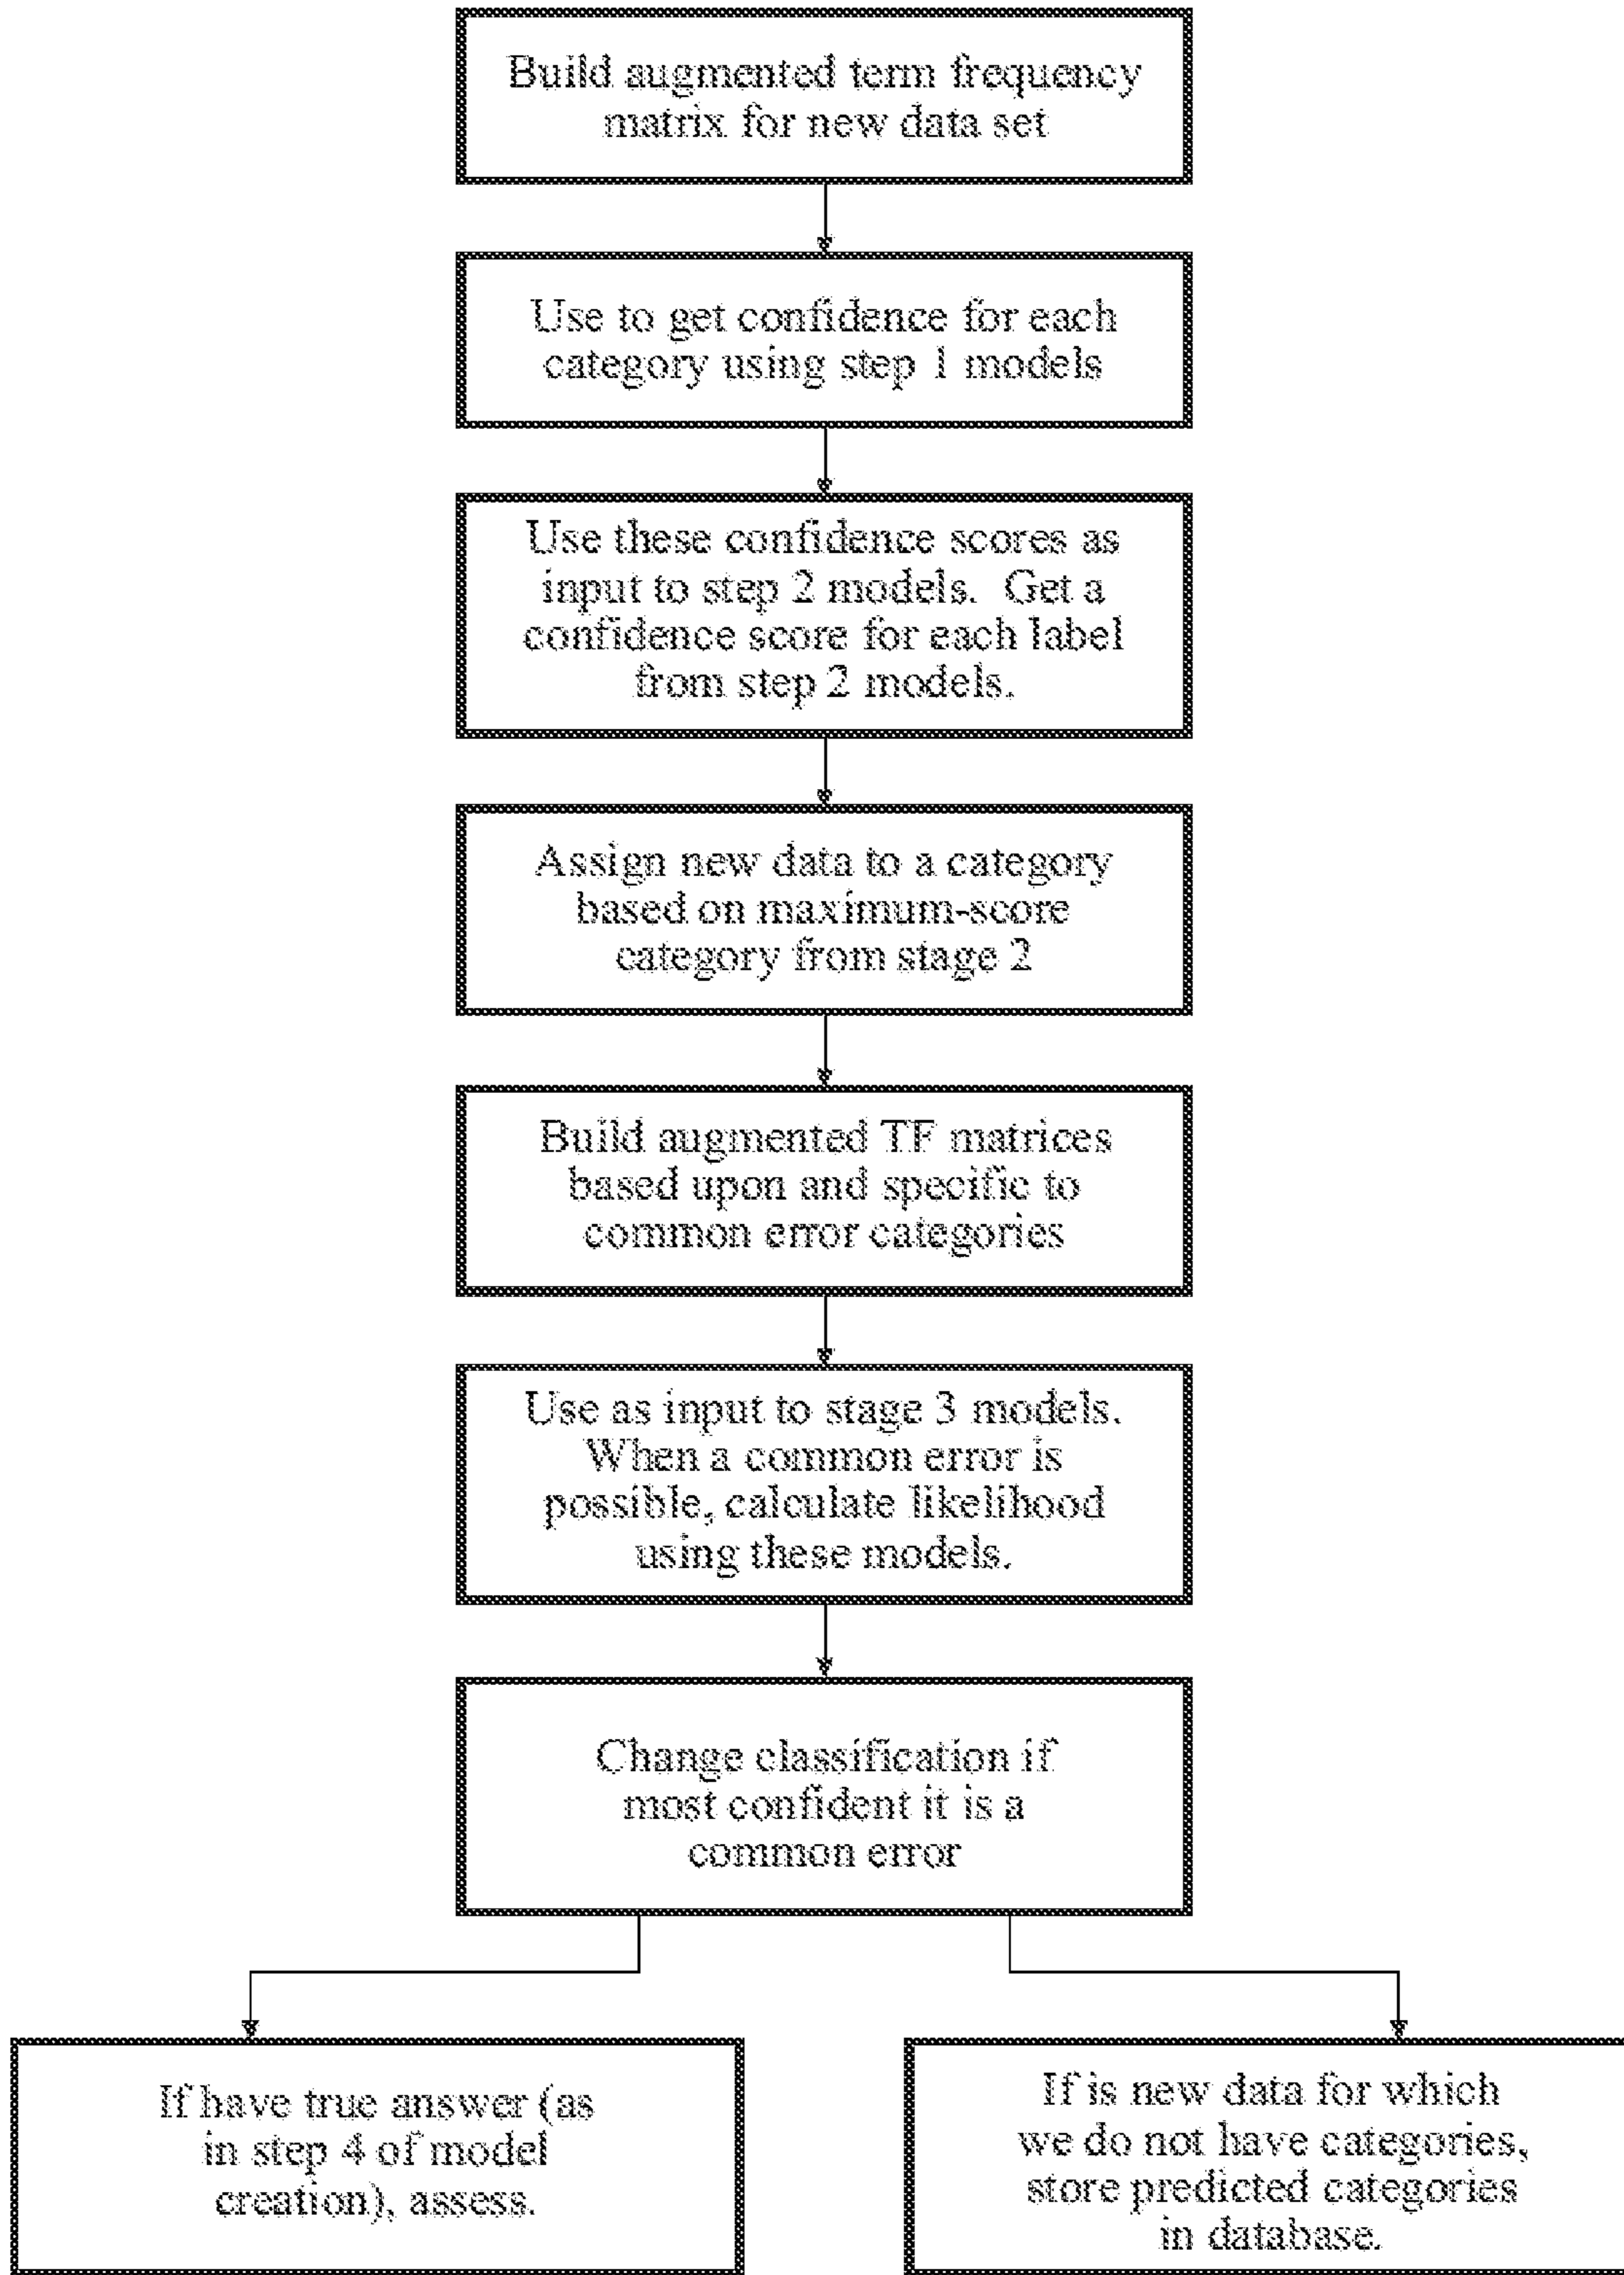 Build augmented term frequency
matrix for new data set
Use to get confidence for each
category using step 1 models
Use these confidence scores as
input to step 2 models. Get a
confidence score for each label
from step 2 models.
Assign new data to a category
based on maximum-score
category from stage 2
Build augmented TF matrices
based upon and specific to
common error categories
Use as input to stage 3 models.
When a common error is
possible, calculate likelihood
using these models.
Change classification if
most confident it is a
common error
If have true answer (as
in step 4 of model
creation), assess.
If is new data for which
we do not have categories,
store predicted categories
in database.